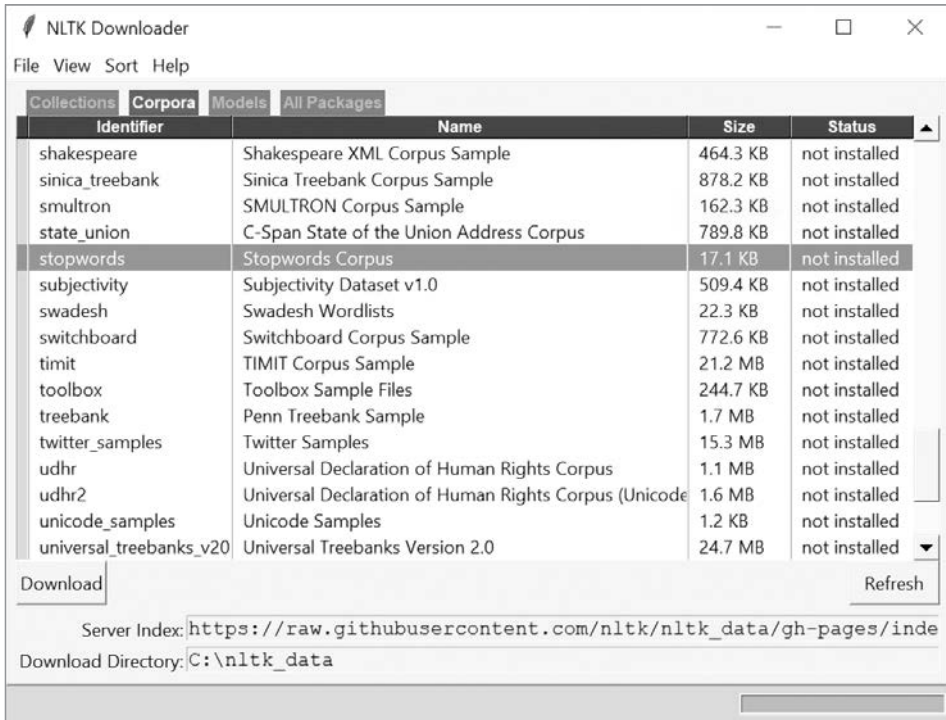 NLTK Downloader
File View Sort Help
Collections Corpora Models All Packages
Identifier Name Size Status
shakespeare Shakespeare XML Corpus Sample 464.3 KB not installed
sinica_treebank Sinica Treebank Corpus Sample 878.2 KB not installed
smultron SMULTRON Corpus Sample 162.3 KB not installed
state_union C-Span State of the Union Address Corpus 789.8 KB not installed
stopwords Stopwords Corpus 17.1 KB not installed
subjectivity Subjectivity Dataset v1.0 509.4 KB not installed
swadesh Swadesh Wordlists 22.3 KB not installed
switchboard Switchboard Corpus Sample 772.6 KB not installed
timit TIMIT Corpus Sample 21.2 MB not installed
toolbox Toolbox Sample Files 244.7 KB not installed
treebank Penn Treebank Sample 1.7 MB not installed
twitter_samples Twitter Samples 15.3 MB not installed
udhr Universal Declaration of Human Rights Corpus 1.1 MB not installed
udhr2 Universal Declaration of Human Rights Corpus (Unicode 1.6 MB not installed
unicode_samples Unicode Samples 1.2 KB not installed
universal_treebanks_v20 Universal Treebanks Version 2.0 24.7 MB not installed
Download Refresh
Server Index: https://raw.githubusercontent.com/nltk/nltk_data/gh-pages/inde
Download Directory: C:\nltk_data